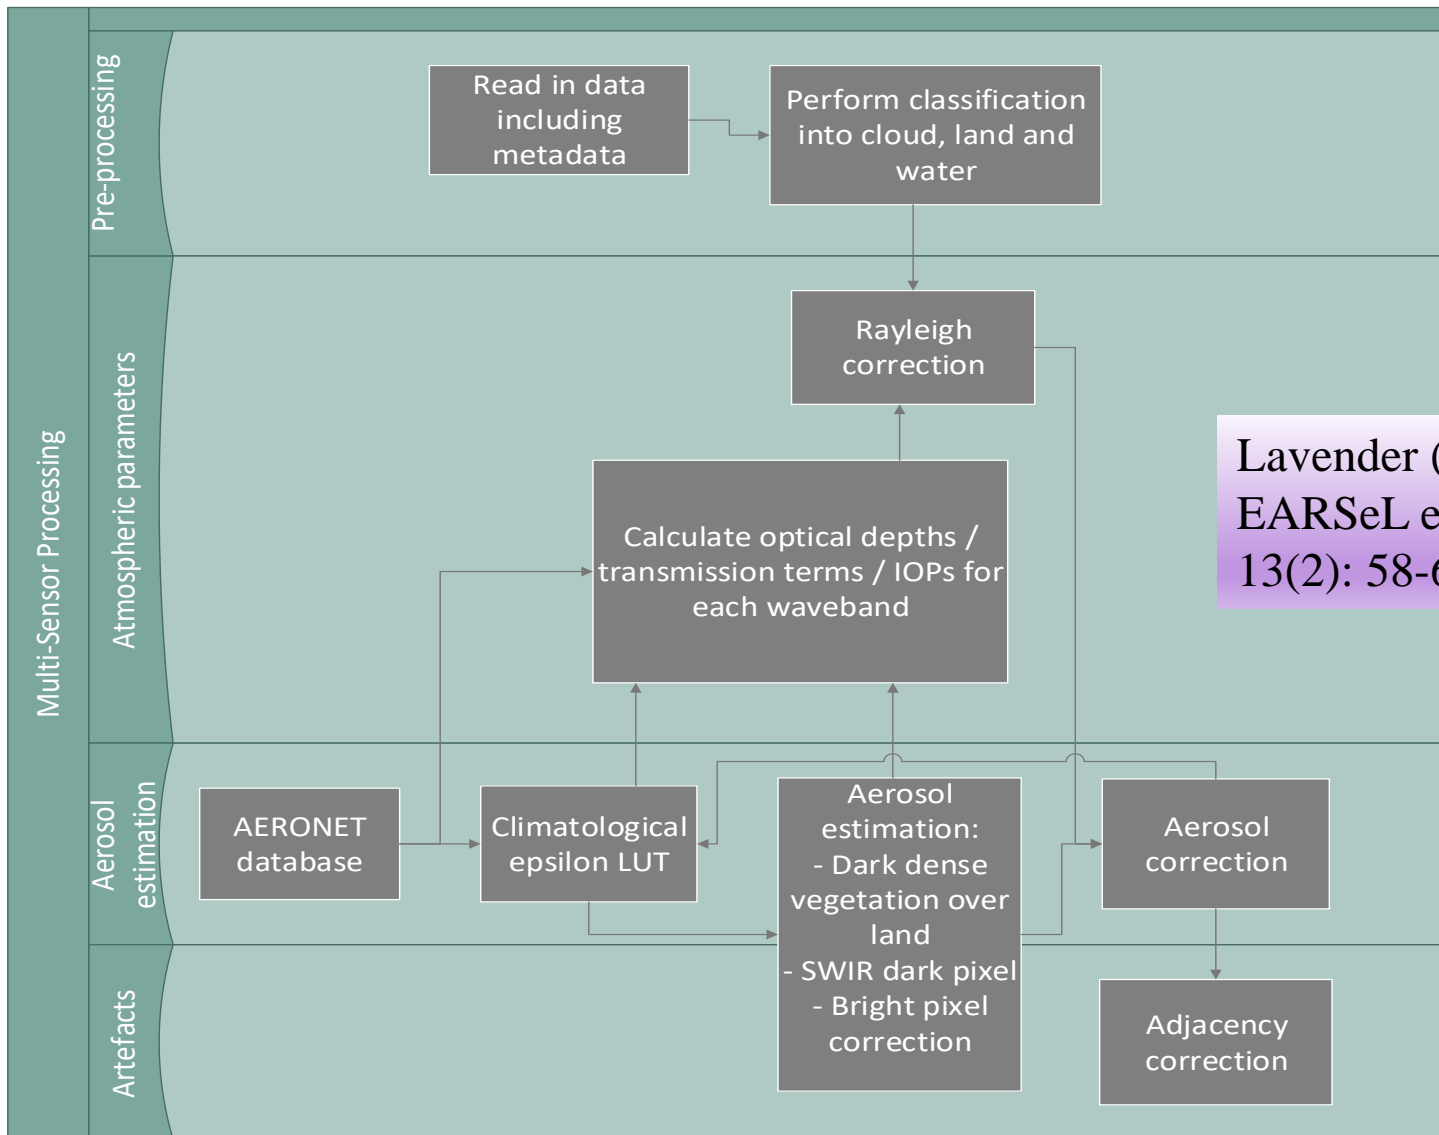 Multi-Sensor Processing
Pre-processing
Read in data
including
metadata
Perform classification
into cloud, land and
water
Atmospheric parameters
Rayleigh
correction
Lavender (
EARSeL e
13(2): 58-6
Calculate optical depths /
transmission terms / IOPs for
each waveband
Aerosol
estimation
AERONET
database
Climatological
epsilon LUT
Aerosol
estimation:
- Dark dense
vegetation over
land
- SWIR dark pixel
- Bright pixel
correction
Aerosol
correction
Artefacts
Adjacency
correction